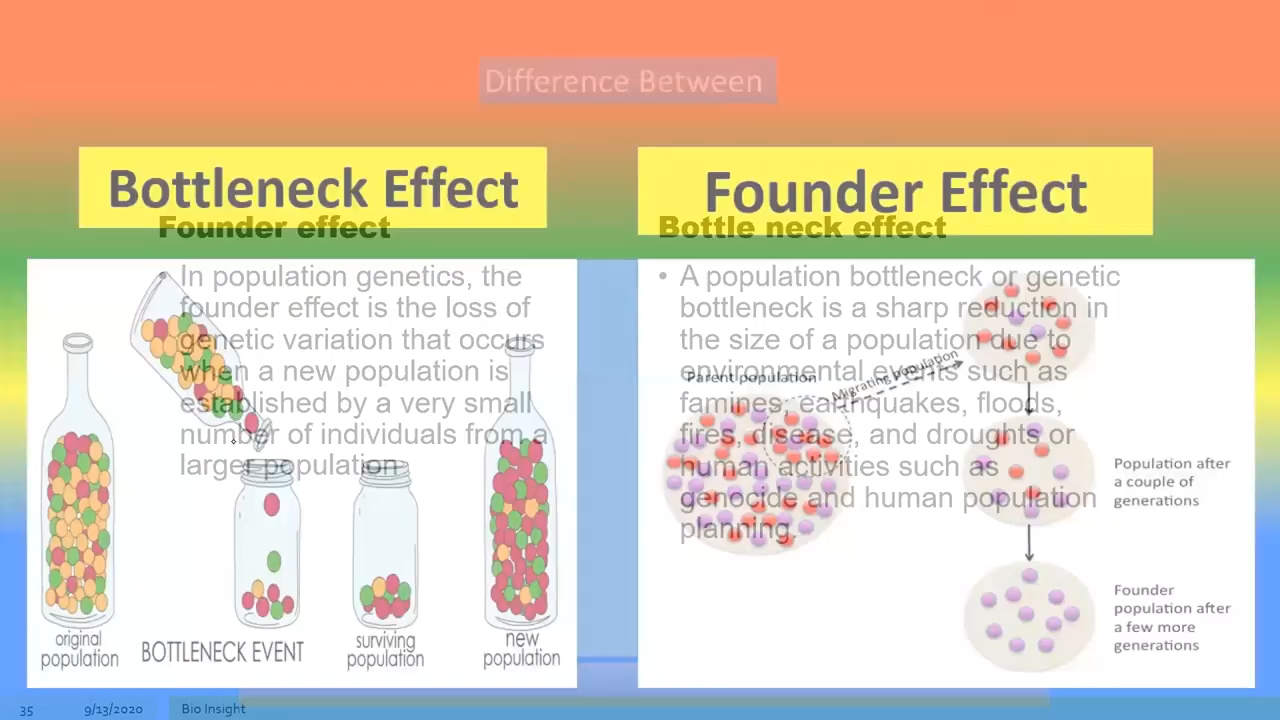 Difference Between
Bottleneck Effect
Founder Effect
Founder effect
• In population genetics, the
founder effect is the loss of
genetic variation that occurs
when a new population is
established by a very small
number of individuals from a
larger population
Bottle neck effect
• A population bottleneck or genetic
bottleneck is a sharp reduction in
the size of a population due to
environmental events such as
famines, earthquakes, floods,
fires, disease, and droughts or
human activities such as
genocide and human population
planning.
original
population
BOTTLENECK EVENT
surviving
population
new
population
Parent population
Migrating population
Population after
a couple of
generations
Founder
population after
a few more
generations
35
9/13/2020
Bio Insight